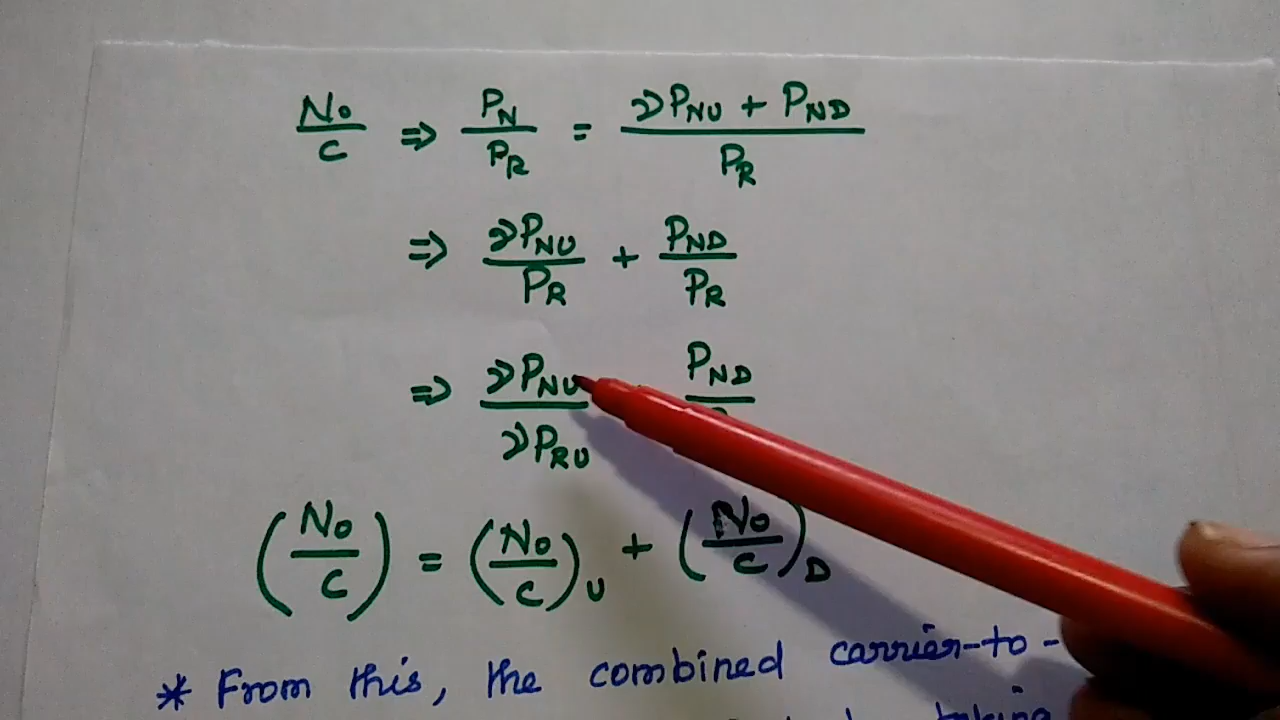 No/C ⇒ PN/PR = γPNU + PND/PR
⇒ γPNU/PR + PND/PR
⇒ γPNU/γPRU PND
(No/C) = (No/C)U + (No/C)D
* From this, the combined carrier-to-
taking